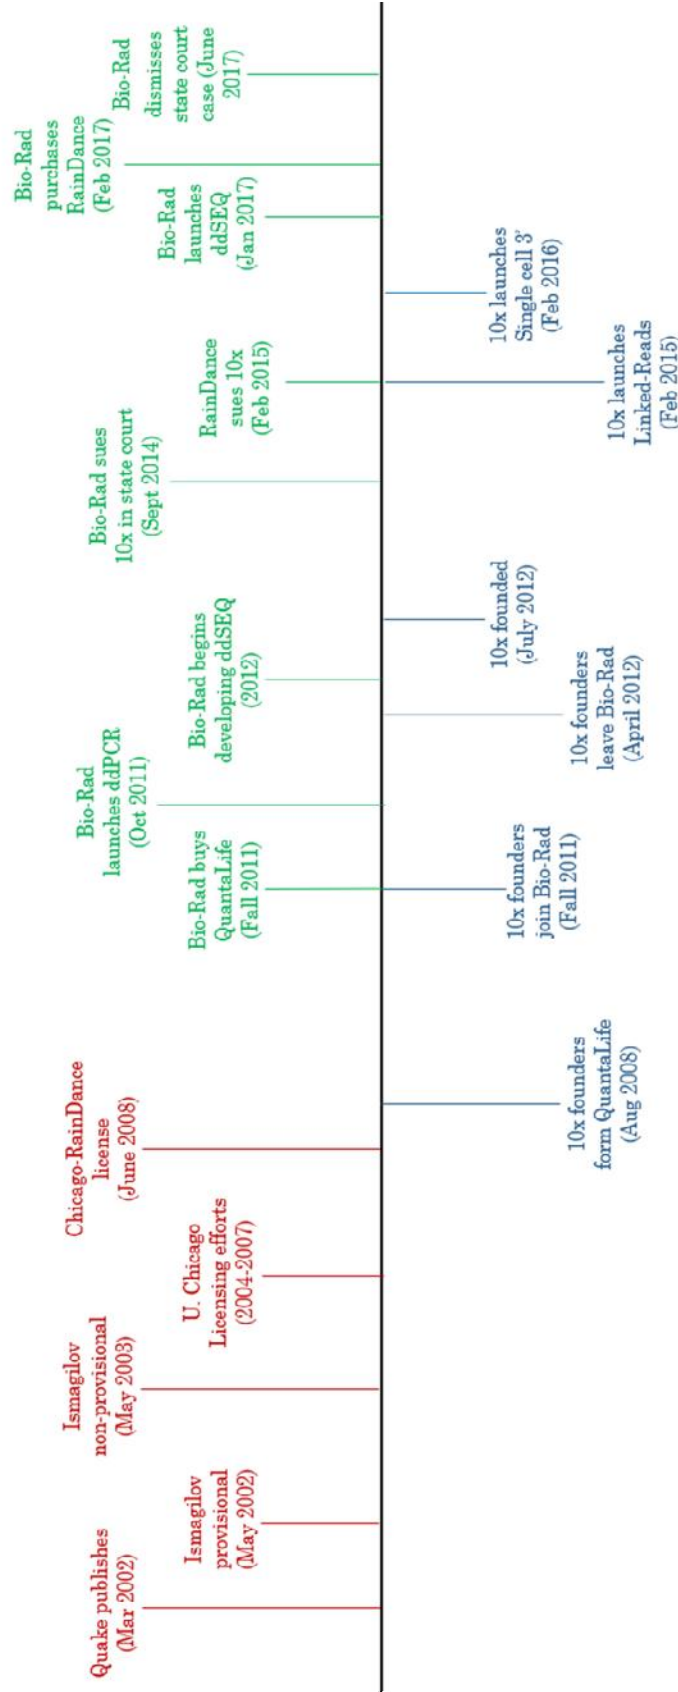 Quake publishes
(Mar 2002)
Ismagilov
provisional
(May 2002)
Ismagilov
non-provisional
(May 2003)
U. Chicago
Licensing efforts
(2004-2007)
Chicago-RainDance
license
(June 2008)
10x founders
form QuantaLife
(Aug 2008)
Bio-Rad buys
QuantaLife
(Fall 2011)
10x founders
join Bio-Rad
(Fall 2011)
Bio-Rad
launches ddPCR
(Oct 2011)
10x founders
leave Bio-Rad
(April 2012)
Bio-Rad begins
developing ddSEQ
(2012)
10x founded
(July 2012)
Bio-Rad sues
10x in state court
(Sept 2014)
RainDance
sues 10x
(Feb 2015)
10x launches
Linked-Reads
(Feb 2015)
10x launches
Single cell 3'
(Feb 2016)
Bio-Rad
launches
ddSEQ
(Jan 2017)
Bio-Rad
purchases
RainDance
(Feb 2017)
Bio-Rad
dismisses
state court
case (June
2017)